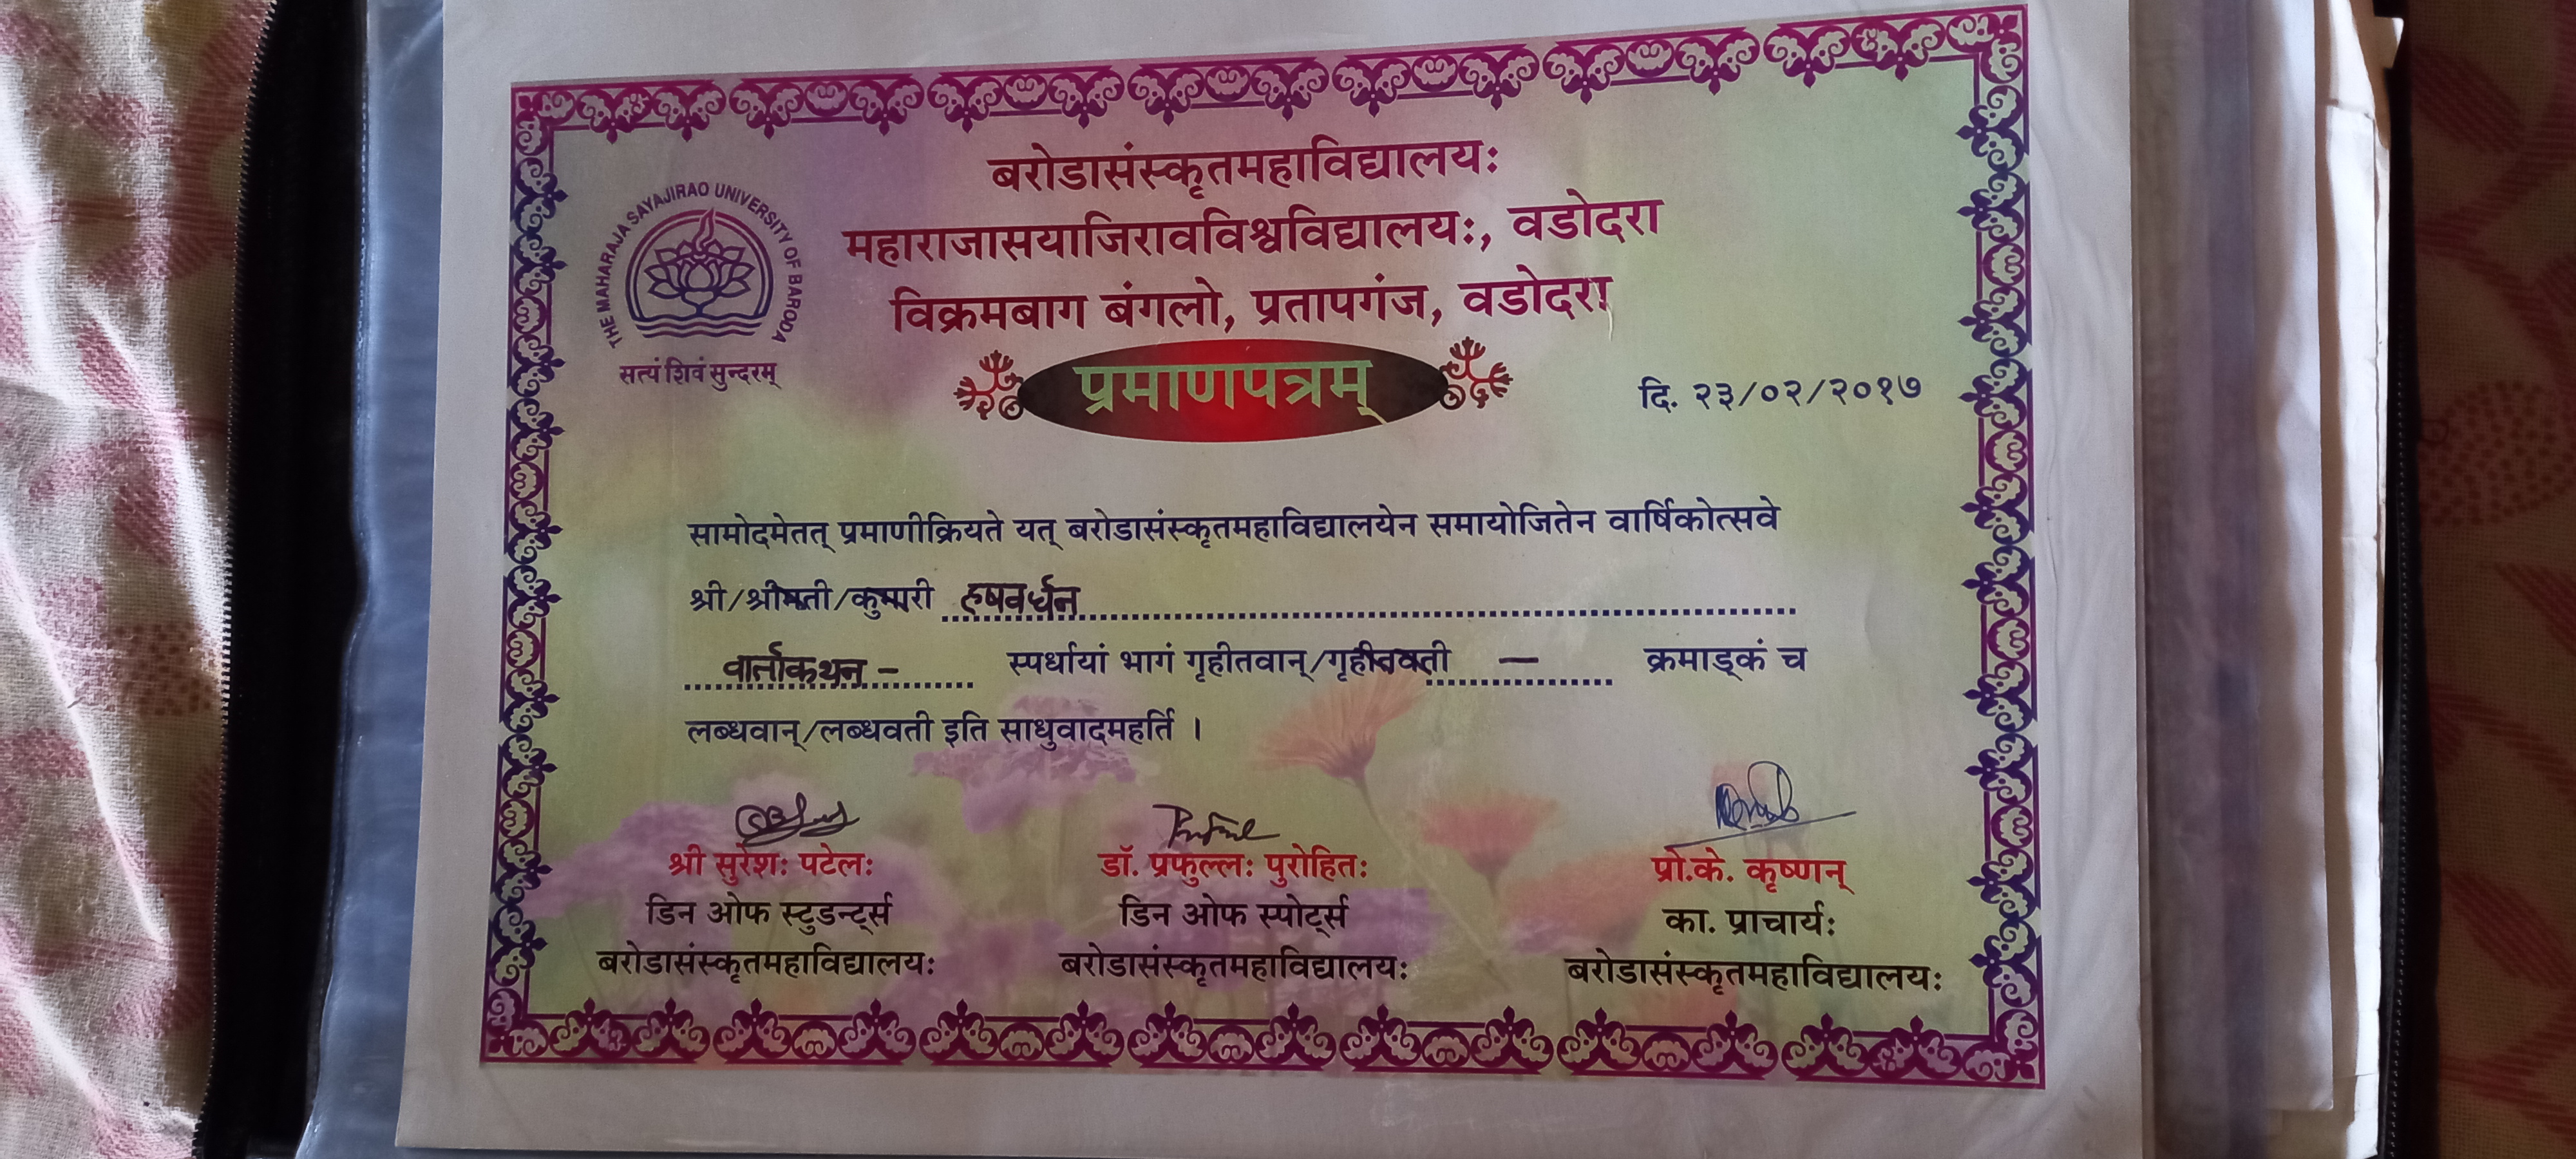 बरोडासंस्कृतमहाविद्यालयः
महाराजासयाजिरावविश्वविद्यालयः, वडोदरा
विक्रमबाग बंगलो, प्रतापगंज, वडोदरा
THE MAHARAJA SAYAJIRAO UNIVERSITY OF BARODA
सत्यं शिवं सुन्दरम्
प्रमाणपत्रम्
दि. २३/०२/२०१७
सामोदमेतत् प्रमाणीक्रियते यत् बरोडासंस्कृतमहाविद्यालयेन समायोजितेन वार्षिकोत्सवे
श्री/श्रीमती/कुमारी हषवर्धन
वार्ताकथन - स्पर्धायां भागं गृहीतवान्/गृहीतवती — क्रमाड्कं च
लब्धवान्/लब्धवती इति साधुवादमहर्ति ।
श्री सुरेशः पटेलः
डिन ओफ स्टुडन्ट्र्स
बरोडासंस्कृतमहाविद्यालयः
डॉ. प्रफुल्लः पुरोहितः
डिन ओफ स्पोर्ट्स
बरोडासंस्कृतमहाविद्यालयः
प्रो.के. कृष्णन्
का. प्राचार्यः
बरोडासंस्कृतमहाविद्यालयः